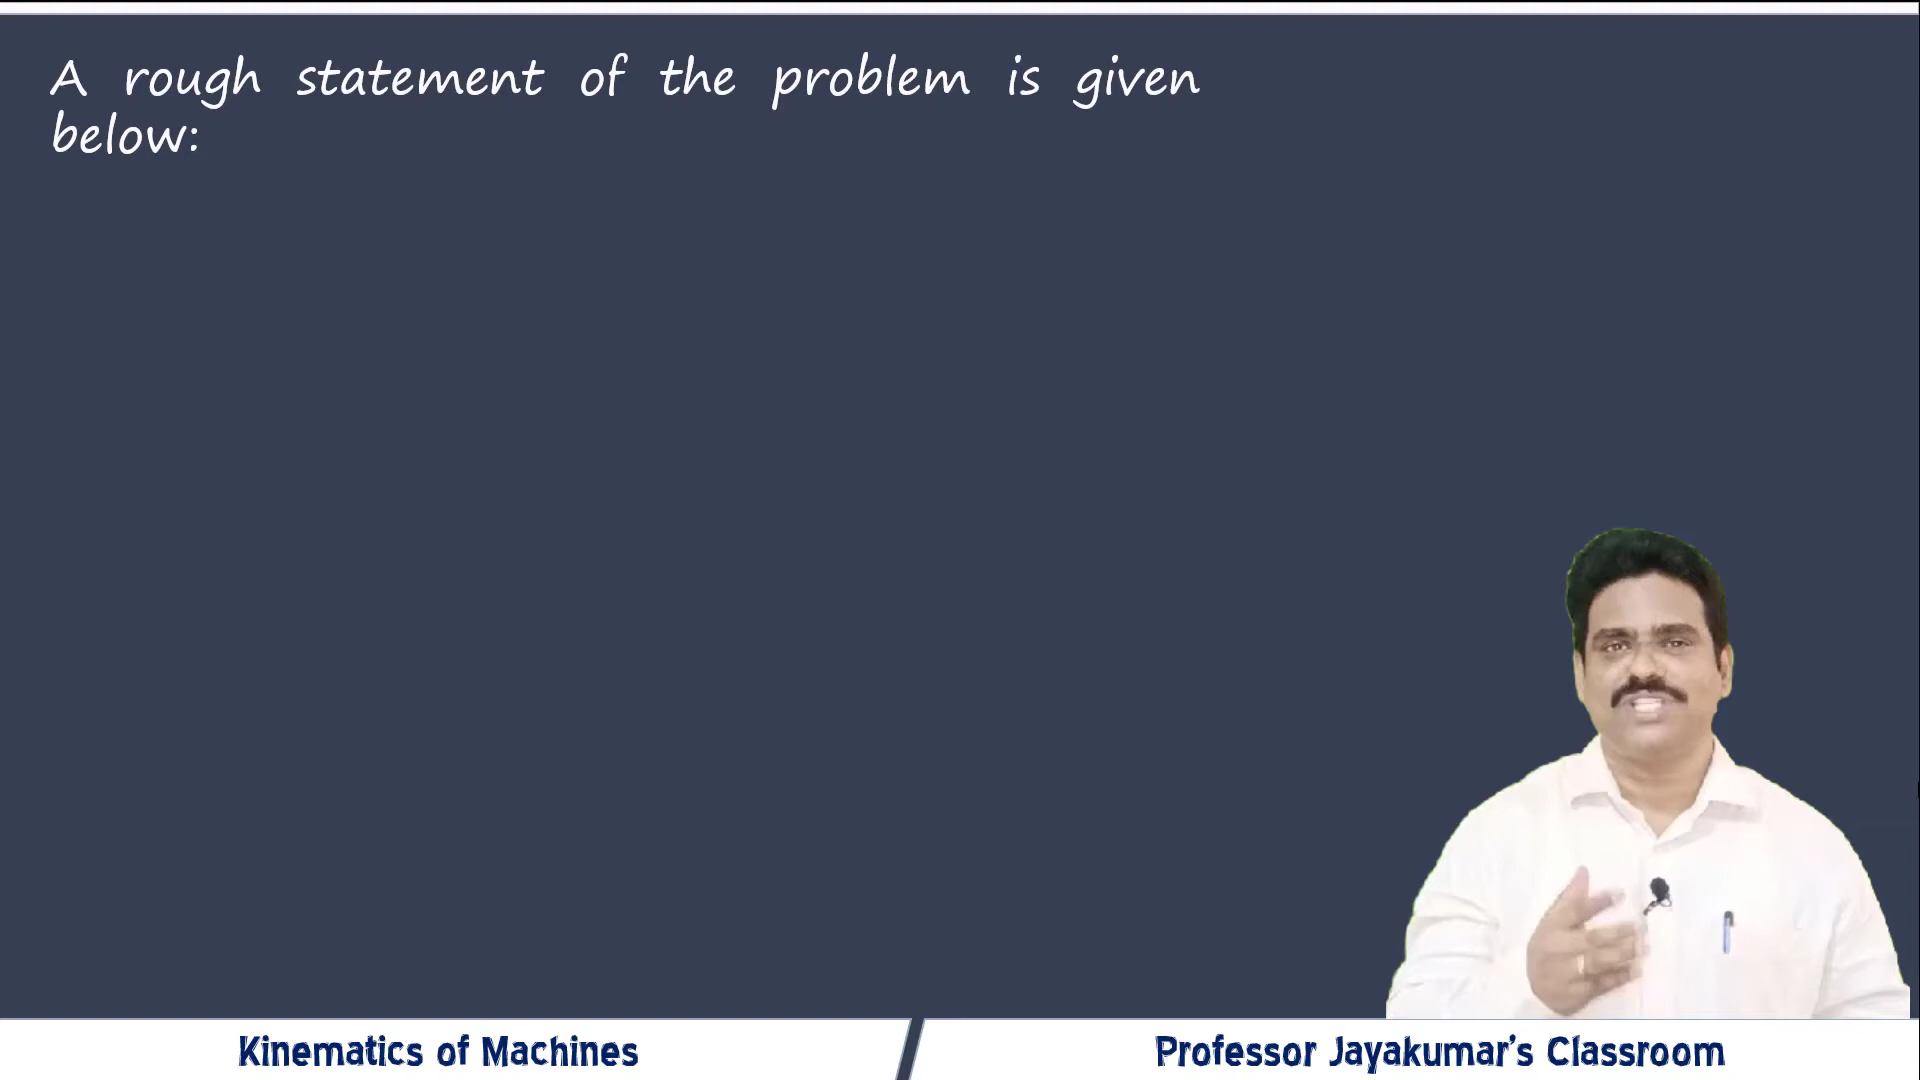 A rough statement of the problem is given
below:
Kinematics of Machines
Professor Jayakumar's Classroom